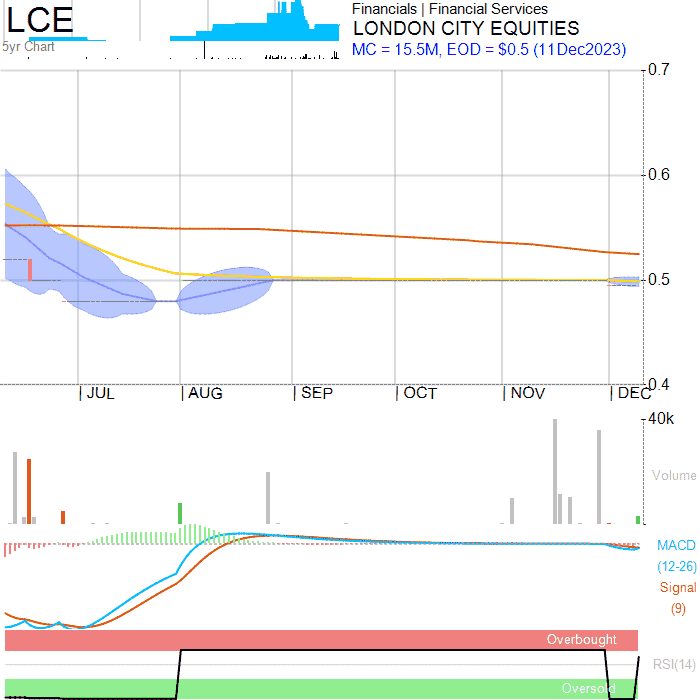 LCE
5yr Chart
Financials | Financial Services
LONDON CITY EQUITIES
MC = 15.5M, EOD = $0.5 (11Dec2023)
0.7
0.6
0.5
0.4
JUL AUG SEP OCT NOV DEC
40k
Volume
MACD
(12-26)
Signal
(9)
Overbought
RSI(14)
Oversold